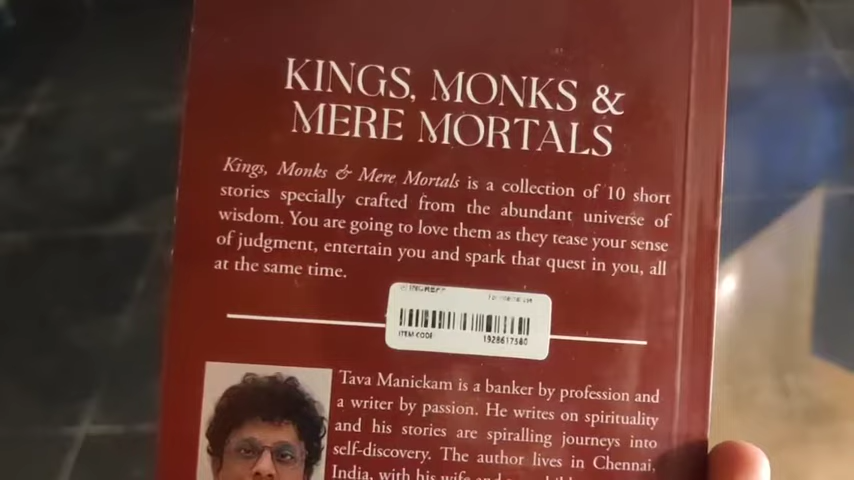 KINGS, MONKS &
MERE MORTALS
Kings, Monks & Mere Mortals is a collection of 10 short
stories specially crafted from the abundant universe of
wisdom. You are going to love them as they tease your sense
of judgment, entertain you and spark that quest in you, all
at the same time.
ITEM CODE
1928617580
Tava Manickam is a banker by profession and
a writer by passion. He writes on spirituality
and his stories are spiralling journeys into
self-discovery. The author lives in Chennai,
India, with his wife and